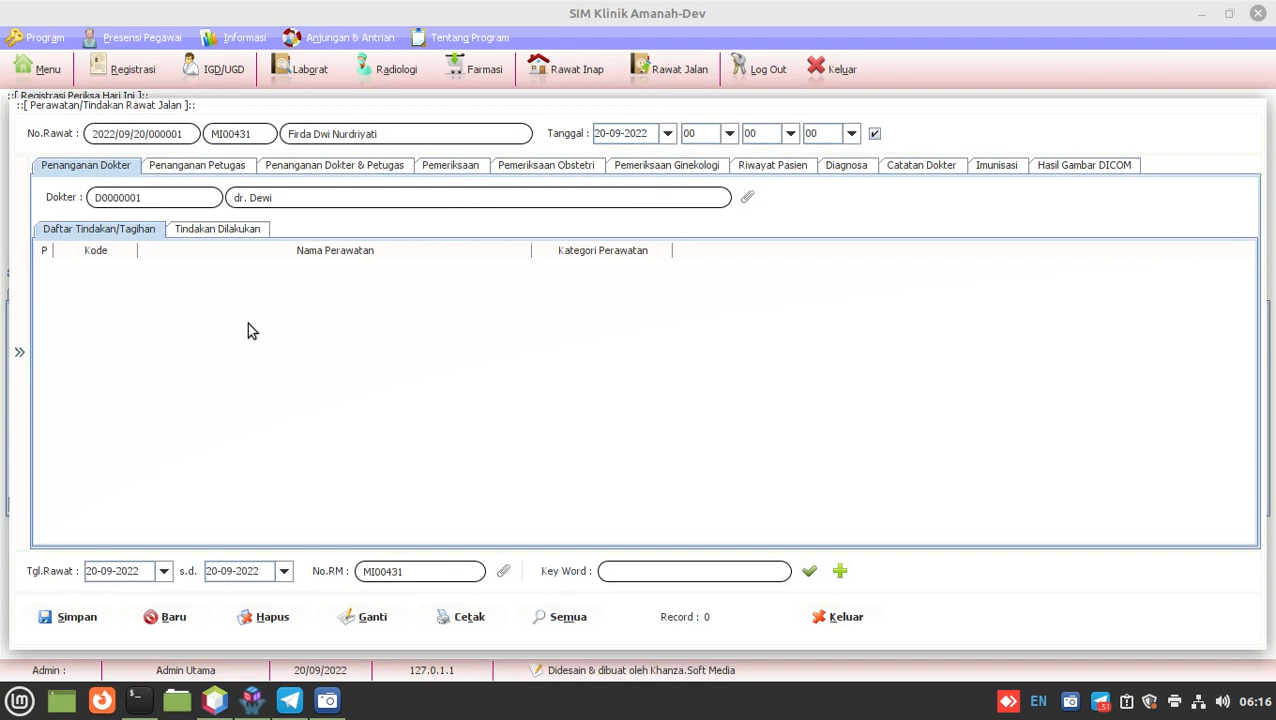 SIM Klinik Amanah-Dev
Program Presensi Pegawai Informasi Anjungan & Antrian Tentang Program
Menu Registrasi IGD/UGD Laborat Radiologi Farmasi Rawat Inap Rawat Jalan Log Out Keluar
::[ Registrasi Periksa Hari Ini ]::
::[ Perawatan/Tindakan Rawat Jalan ]::
No.Rawat : 2022/09/20/000001 MI00431 Firda Dwi Nurdriyati Tanggal : 20-09-2022 00 00 00
Penanganan Dokter Penanganan Petugas Penanganan Dokter & Petugas Pemeriksaan Pemeriksaan Obstetri Pemeriksaan Ginekologi Riwayat Pasien Diagnosa Catatan Dokter Imunisasi Hasil Gambar DICOM
Dokter : D0000001 dr. Dewi
Daftar Tindakan/Tagihan Tindakan Dilakukan
P Kode Nama Perawatan Kategori Perawatan
Tgl.Rawat : 20-09-2022 s.d. 20-09-2022 No.RM : MI00431 Key Word :
Simpan Baru Hapus Ganti Cetak Semua Record : 0 Keluar
Admin : Admin Utama 20/09/2022 127.0.1.1 Didesain & dibuat oleh Khanza.Soft Media
EN 06:16